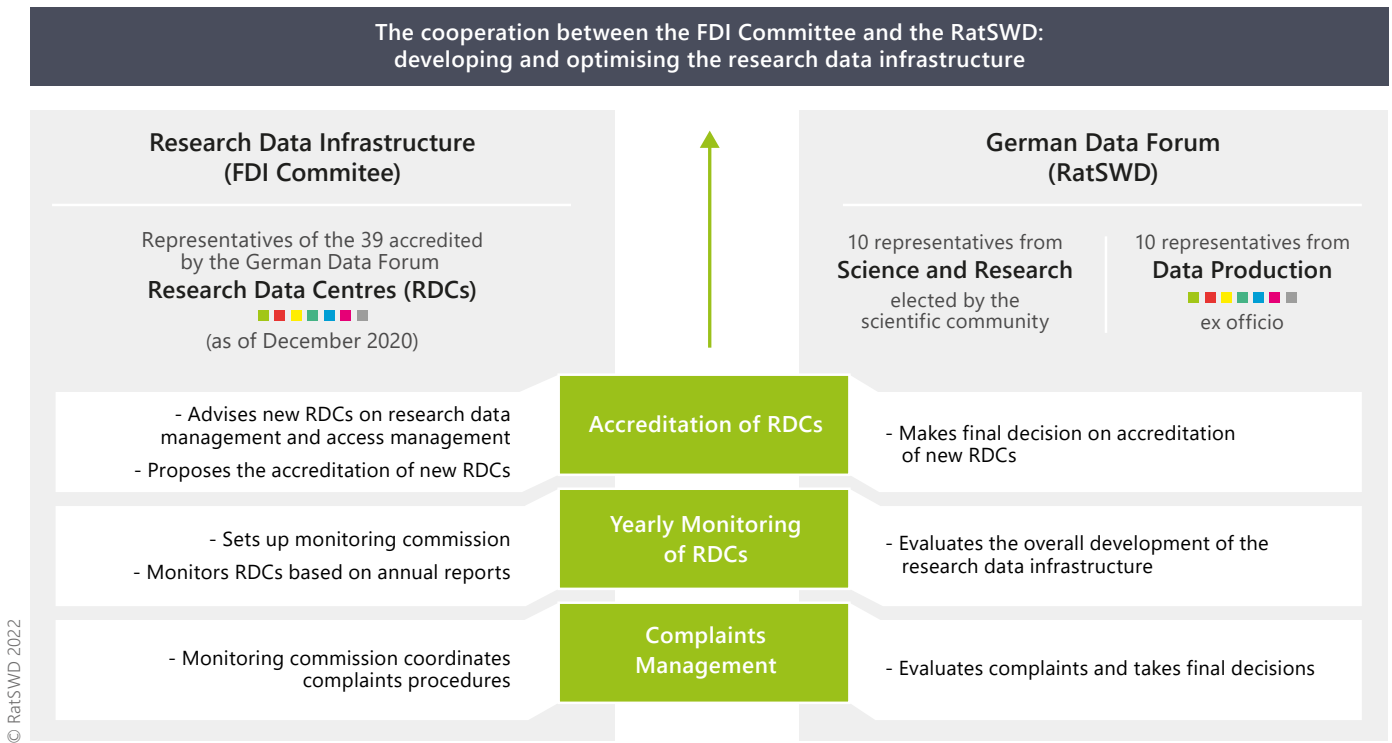 The cooperation between the FDI Committee and the RatSWD:
developing and optimising the research data infrastructure
Research Data Infrastructure
(FDI Commitee)
Representatives of the 39 accredited
by the German Data Forum
Research Data Centres (RDCs)
(as of December 2020)
German Data Forum
(RatSWD)
10 representatives from
Science and Research
elected by the
scientific community
10 representatives from
Data Production
ex officio
- Advises new RDCs on research data
management and access management
- Proposes the accreditation of new RDCs
Accreditation of RDCs
- Makes final decision on accreditation
of new RDCs
- Sets up monitoring commission
- Monitors RDCs based on annual reports
Yearly Monitoring
of RDCs
- Evaluates the overall development of the
research data infrastructure
- Monitoring commission coordinates
complaints procedures
Complaints
Management
- Evaluates complaints and takes final decisions
© RatSWD 2022